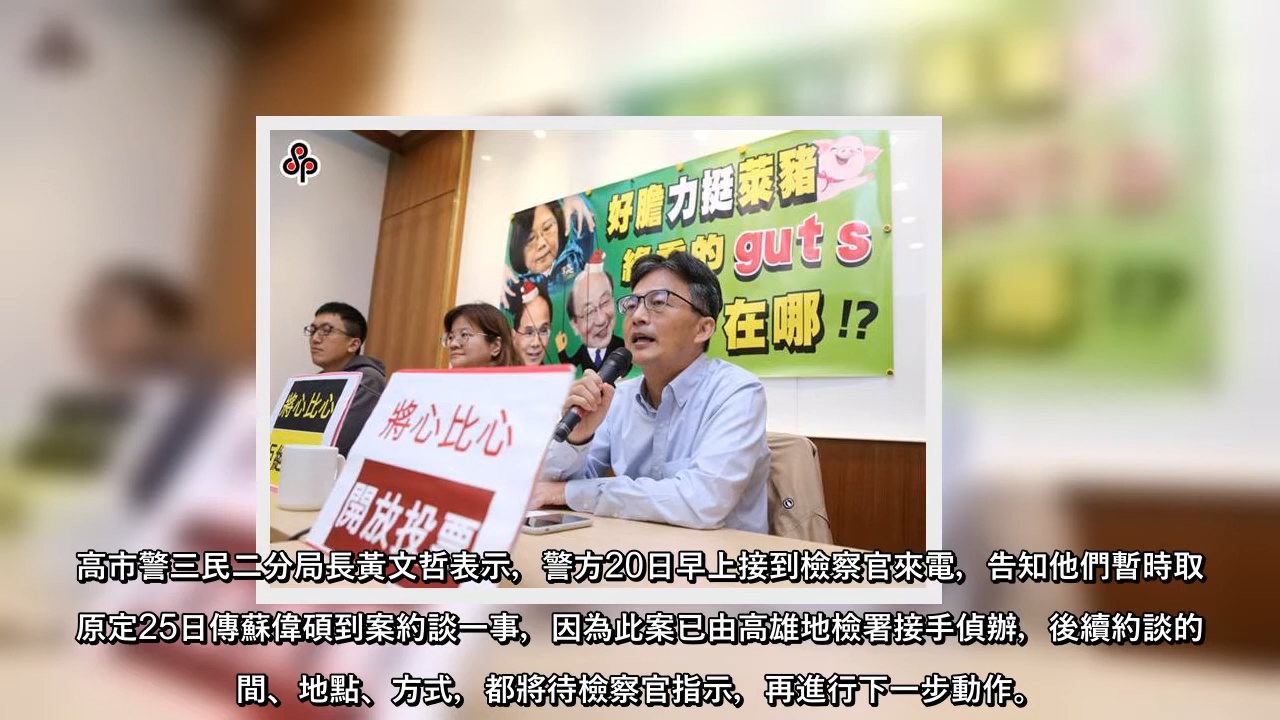 好膽力挺萊豬
的guts
在哪!?
將心比心
將心比心
開放投票
高市警三民二分局長黃文哲表示，警方20日早上接到檢察官來電，告知他們暫時取
原定25日傳蘇偉碩到案約談一事，因為此案已由高雄地檢署接手偵辦，後續約談的
間、地點、方式，都將待檢察官指示，再進行下一步動作。